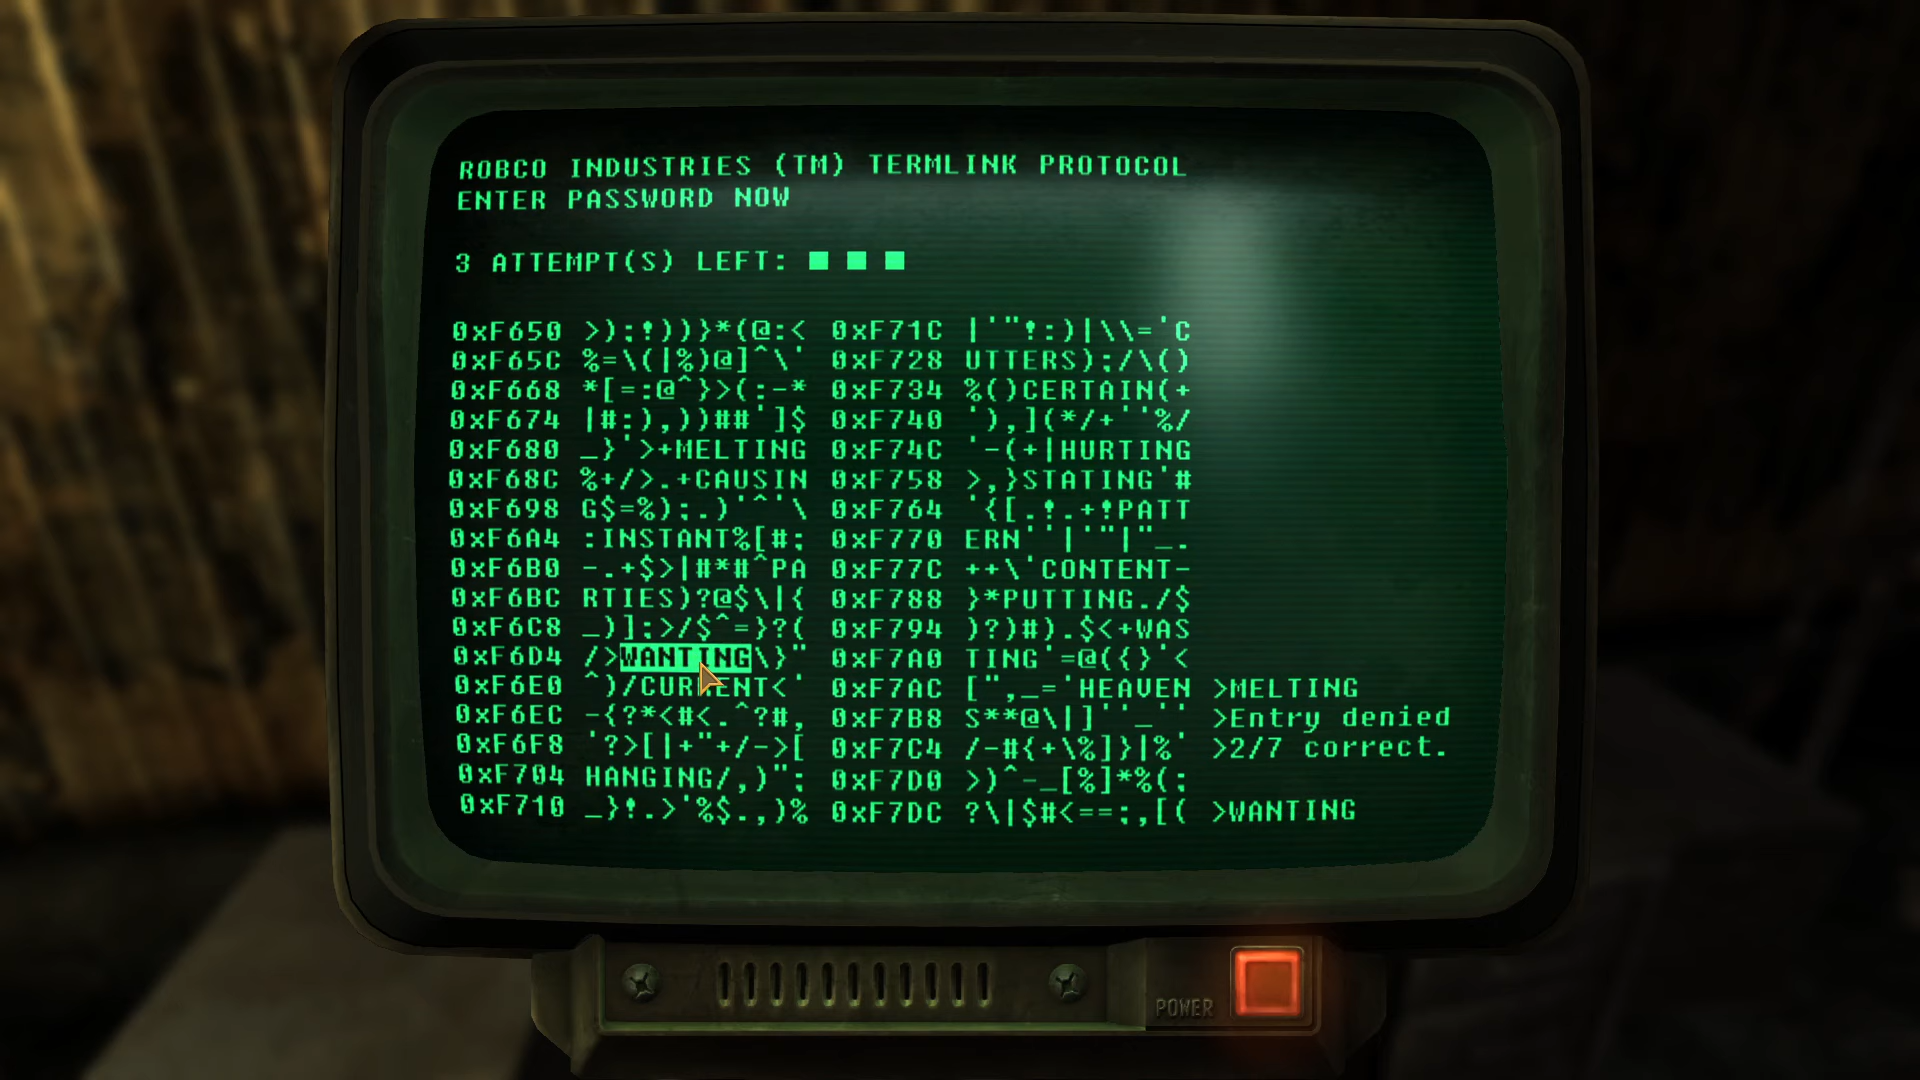 ROBCO INDUSTRIES (TM) TERMLINK PROTOCOL
ENTER PASSWORD NOW
3 ATTEMPT(S) LEFT: ■ ■ ■
0xF650 >);!))}*(@:< 0xF71C |'"!:)|\\='C
0xF65C %=\(|%)@]^\' 0xF728 UTTERS);/\()
0xF668 *[=:@^}>(:-* 0xF734 %()CERTAIN(+
0xF674 |#:),))##']$ 0xF740 '),](*/+''%/
0xF680 _}'>+MELTING 0xF74C '-(+|HURTING
0xF68C %+/>.+CAUSIN 0xF758 >,}STATING'#
0xF698 G$=%);.)'^'\ 0xF764 '{[.!.+!PATT
0xF6A4 :INSTANT%[#; 0xF770 ERN''|'"|"_.
0xF6B0 -.+$>|#*#^PA 0xF77C ++\'CONTENT-
0xF6BC RTIES)?@$\|{ 0xF788 }*PUTTING./$
0xF6C8 _)];>/$^=}?( 0xF794 )?)#).$<+WAS
0xF6D4 />WANTING\}" 0xF7A0 TING'=@({}'<
0xF6E0 ^)/CURRENT<' 0xF7AC [",_='HEAVEN >MELTING
0xF6EC -{?*<#<.^?#, 0xF7B8 S**@\|]''_'' >Entry denied
0xF6F8 '?>[|+"+/->[ 0xF7C4 /-#{+\%]}|%' >2/7 correct.
0xF704 HANGING/,)"; 0xF7D0 >)^-_[%]*%(;
0xF710 _}!.>'%$.,)% 0xF7DC ?\|$#<==;,[( >WANTING
POWER